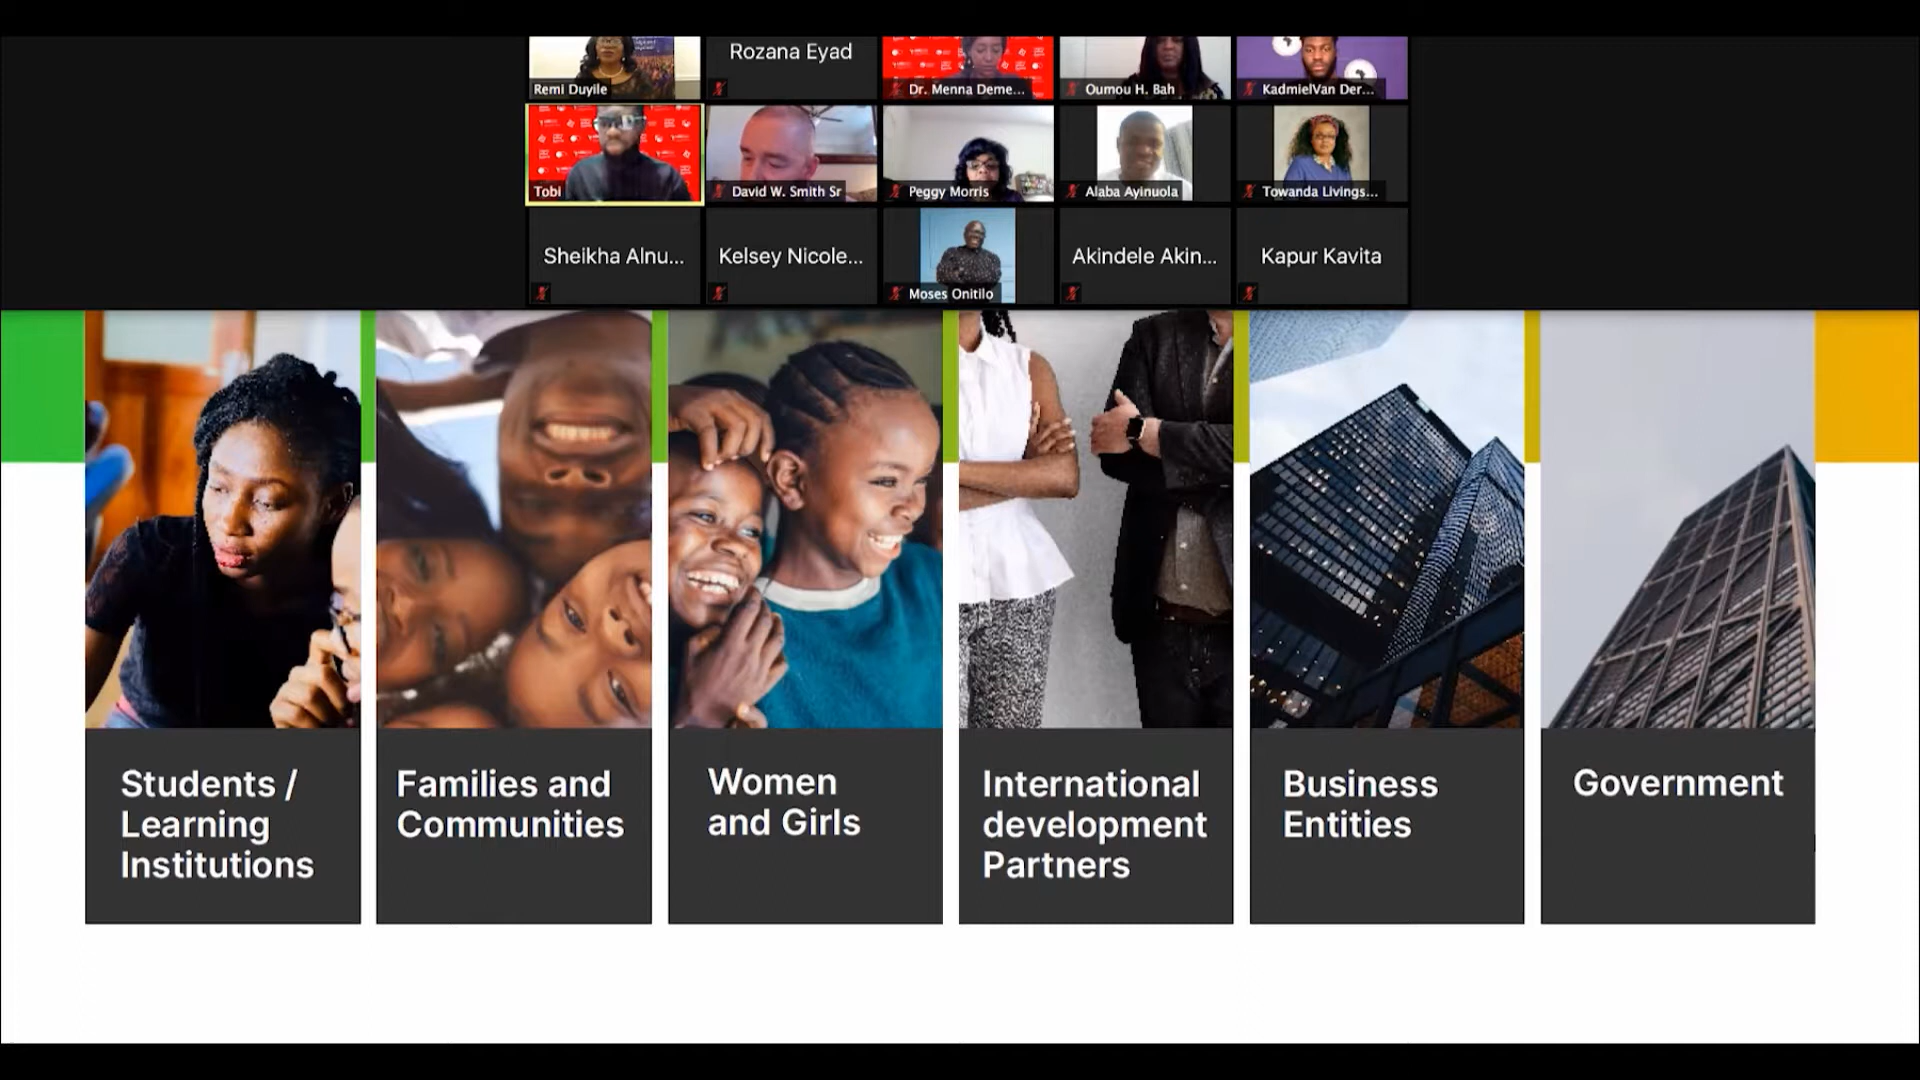 Remi Duyile
Rozana Eyad
Dr. Menna Deme...
Oumou H. Bah
KadmielVan Der...
Tobi
David W. Smith Sr
Peggy Morris
Alaba Ayinuola
Towanda Livings...
Sheikha Alnu...
Kelsey Nicole...
Moses Onitilo
Akindele Akin...
Kapur Kavita
Students /
Learning
Institutions
Families and
Communities
Women
and Girls
International
development
Partners
Business
Entities
Government